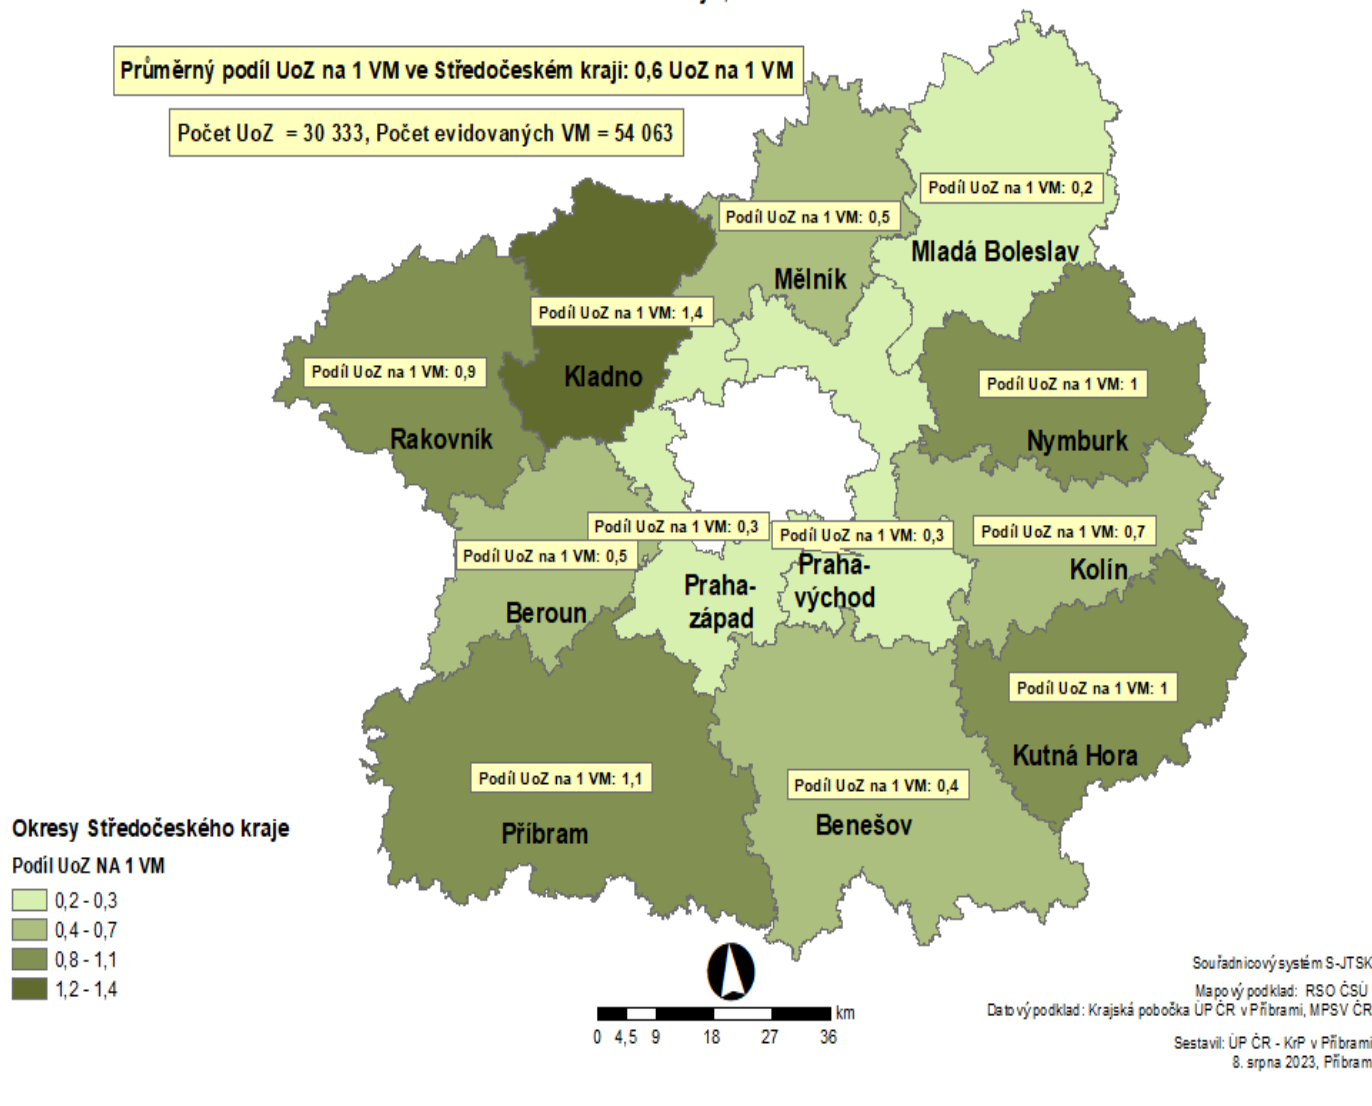 Průměrný podíl UoZ na 1 VM ve Středočeském kraji: 0,6 UoZ na 1 VM
Počet UoZ = 30 333, Počet evidovaných VM = 54 063
Podíl UoZ na 1 VM: 0,2
Mladá Boleslav
Podíl UoZ na 1 VM: 0,5
Mělník
Podíl UoZ na 1 VM: 1,4
Kladno
Podíl UoZ na 1 VM: 0,9
Rakovník
Podíl UoZ na 1 VM: 1
Nymburk
Podíl UoZ na 1 VM: 0,3
Praha-
západ
Podíl UoZ na 1 VM: 0,3
Praha-
východ
Podíl UoZ na 1 VM: 0,7
Kolín
Podíl UoZ na 1 VM: 0,5
Beroun
Podíl UoZ na 1 VM: 1
Kutná Hora
Podíl UoZ na 1 VM: 1,1
Příbram
Podíl UoZ na 1 VM: 0,4
Benešov
Okresy Středočeského kraje
Podíl UoZ NA 1 VM
0,2 - 0,3
0,4 - 0,7
0,8 - 1,1
1,2 - 1,4
km
0 4,5 9 18 27 36
Souřadnicový systém S-JTSK
Mapový podklad: RSO ČSÚ
Datový podklad: Krajská pobočka ÚP ČR v Příbrami, MPSV ČR
Sestavil: ÚP ČR - KrP v Příbrami
8. srpna 2023, Příbram